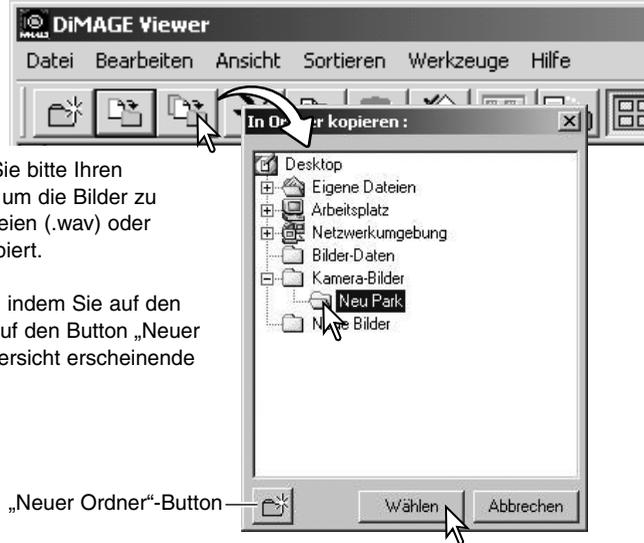 DiMAGE Viewer
Datei Bearbeiten Ansicht Sortieren Werkzeuge Hilfe
In Ordner kopieren :
Desktop
Eigene Dateien
Arbeitsplatz
Netzwerkumgebung
Bilder-Daten
Kamera-Bilder
Neu Park
Neue Bilder
Sie bitte Ihren
um die Bilder zu
eien (.wav) oder
piert.
indem Sie auf den
uf den Button „Neuer
ersicht erscheinende
„Neuer Ordner“-Button
Wählen Abbrechen